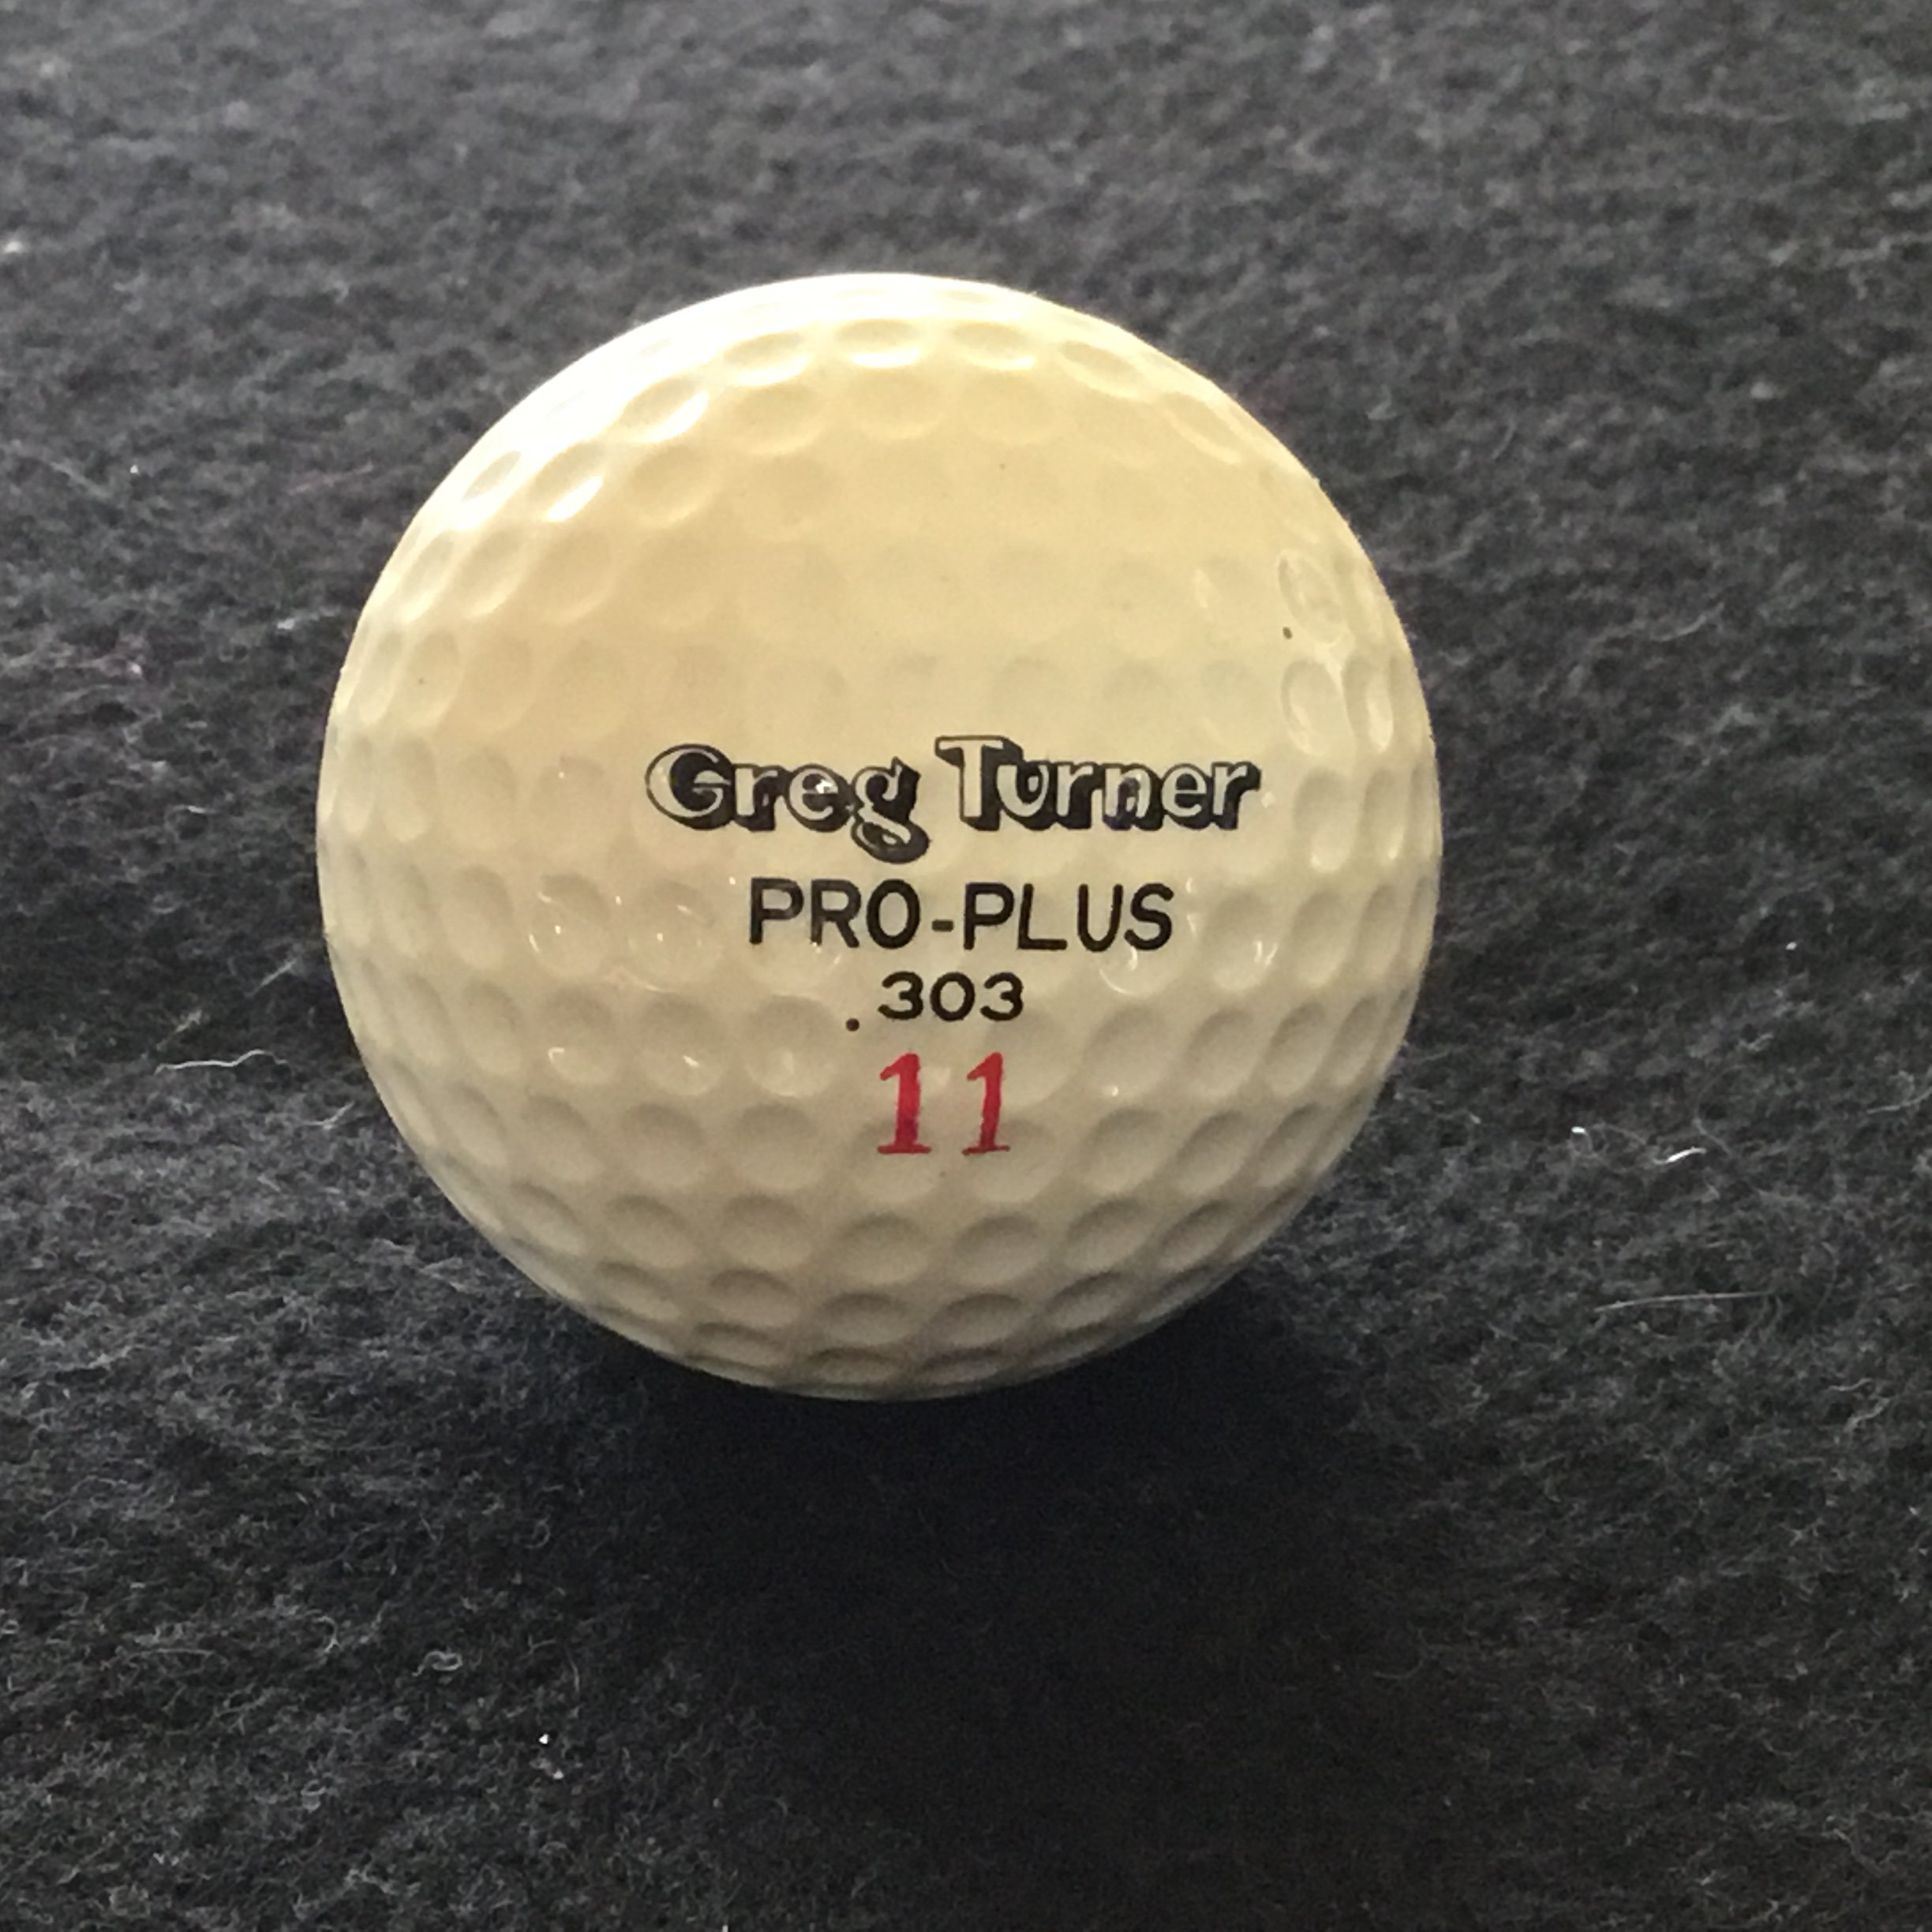 Greg Turner
PRO-PLUS
.303
11